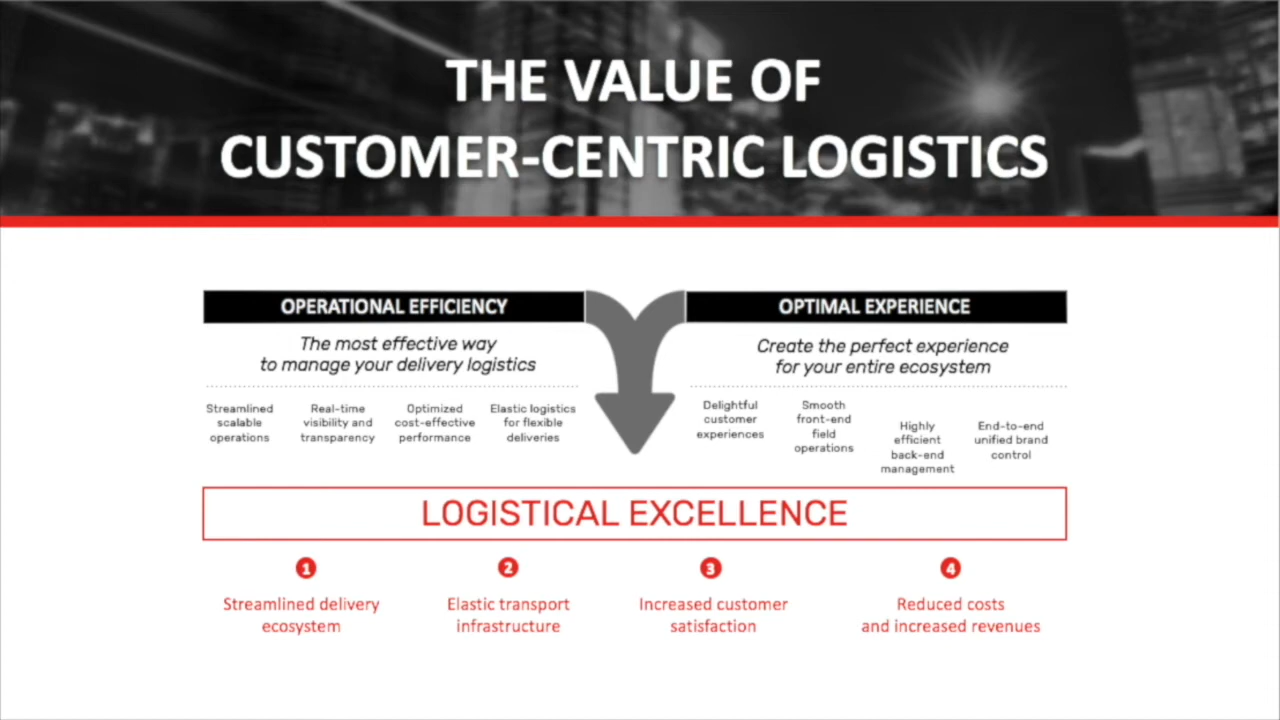 THE VALUE OF
CUSTOMER-CENTRIC LOGISTICS
OPERATIONAL EFFICIENCY
The most effective way
to manage your delivery logistics
Streamlined
scalable
operations
Real-time
visibility and
transparency
Optimized
cost-effective
performance
Elastic logistics
for flexible
deliveries
OPTIMAL EXPERIENCE
Create the perfect experience
for your entire ecosystem
Delightful
customer
experiences
Smooth
front-end
field
operations
Highly
efficient
back-end
management
End-to-end
unified brand
control
LOGISTICAL EXCELLENCE
1
Streamlined delivery
ecosystem
2
Elastic transport
infrastructure
3
Increased customer
satisfaction
4
Reduced costs
and increased revenues